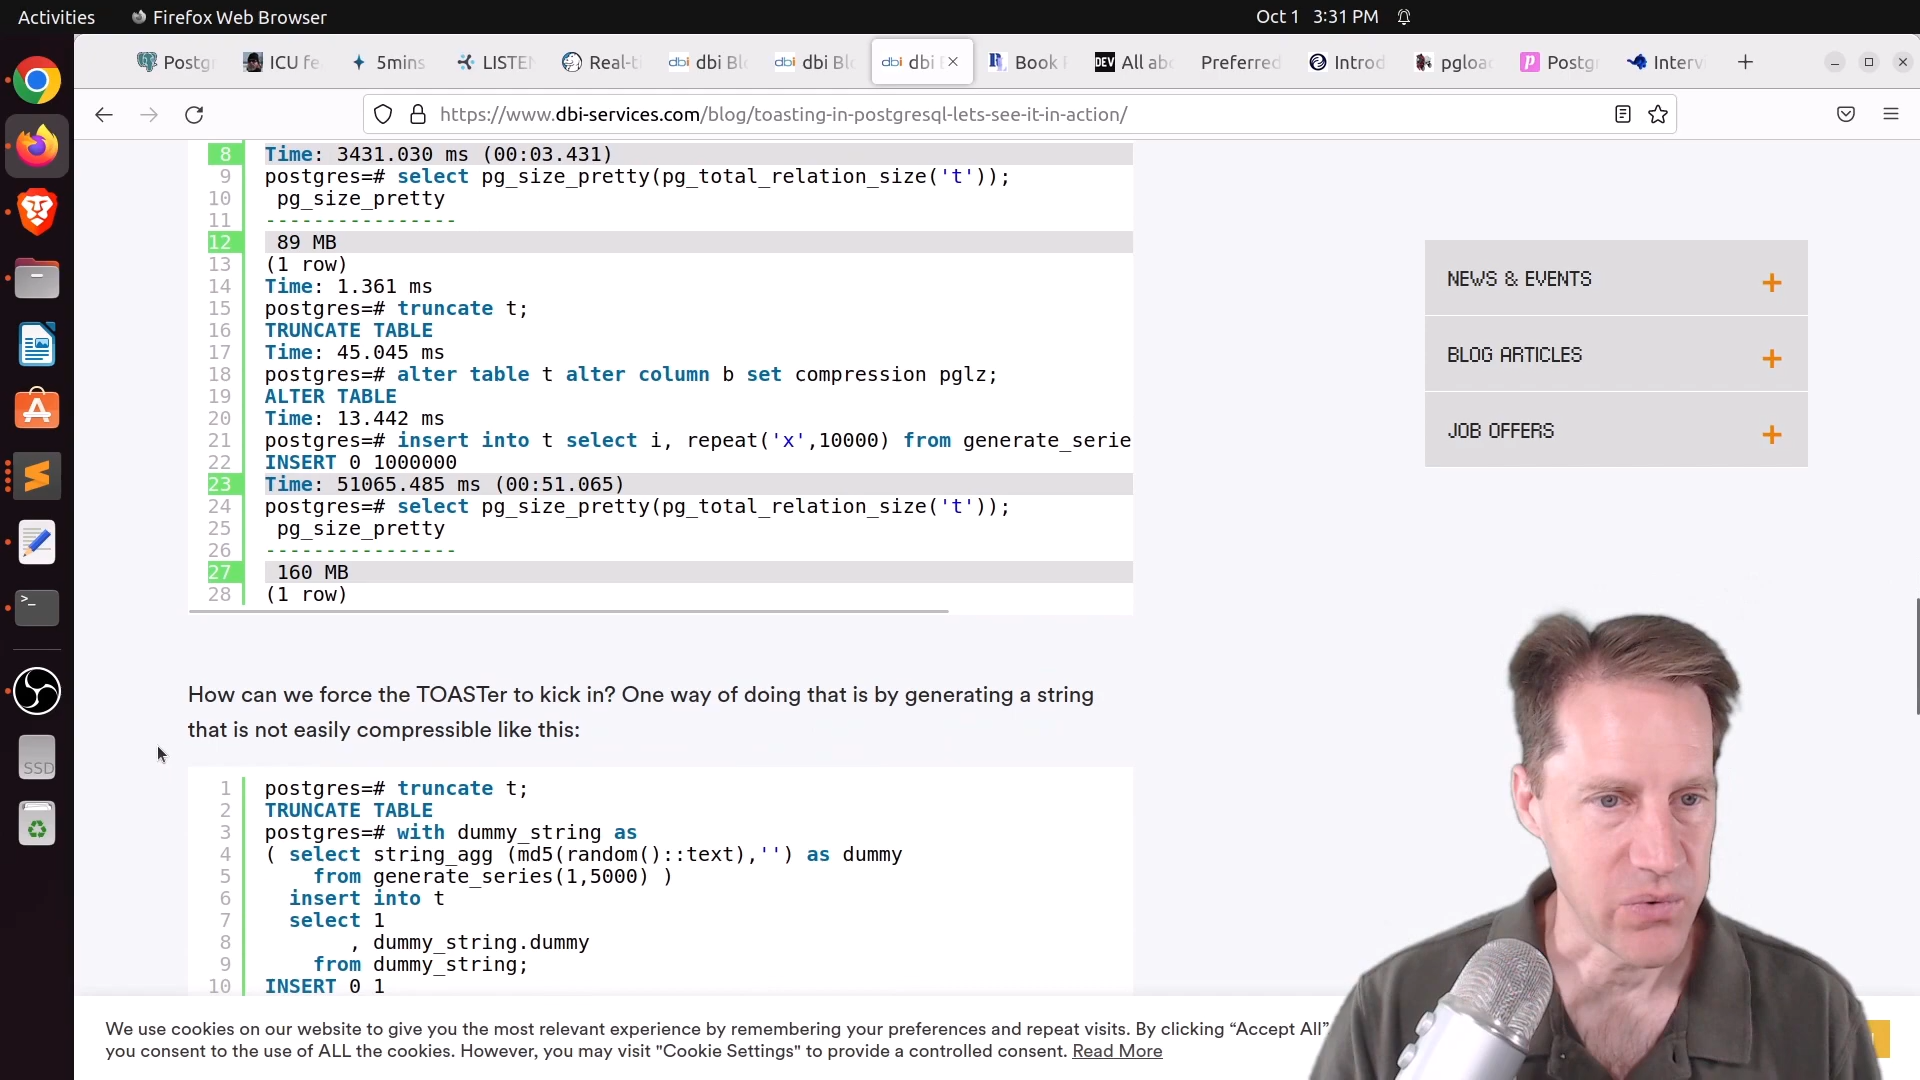 Activities
Firefox Web Browser
Oct 1 3:31 PM
Postgr
ICU fe
5mins
LISTEN
Real-ti
dbi Blo
dbi Blo
dbi
Book
DEV All abo
Preferred
Introd
pgloa
Postgr
Intervi
https://www.dbi-services.com/blog/toasting-in-postgresql-lets-see-it-in-action/
8 Time: 3431.030 ms (00:03.431)
9 postgres=# select pg_size_pretty(pg_total_relation_size('t'));
10 pg_size_pretty
11 ----------------
12 89 MB
13 (1 row)
14 Time: 1.361 ms
15 postgres=# truncate t;
16 TRUNCATE TABLE
17 Time: 45.045 ms
18 postgres=# alter table t alter column b set compression pglz;
19 ALTER TABLE
20 Time: 13.442 ms
21 postgres=# insert into t select i, repeat('x',10000) from generate_serie
22 INSERT 0 1000000
23 Time: 51065.485 ms (00:51.065)
24 postgres=# select pg_size_pretty(pg_total_relation_size('t'));
25 pg_size_pretty
26 ----------------
27 160 MB
28 (1 row)
NEWS & EVENTS +
BLOG ARTICLES +
JOB OFFERS +
How can we force the TOASTer to kick in? One way of doing that is by generating a string
that is not easily compressible like this:
1 postgres=# truncate t;
2 TRUNCATE TABLE
3 postgres=# with dummy_string as
4 ( select string_agg (md5(random()::text),'') as dummy
5 from generate_series(1,5000) )
6 insert into t
7 select 1
8 , dummy_string.dummy
9 from dummy_string;
10 INSERT 0 1
We use cookies on our website to give you the most relevant experience by remembering your preferences and repeat visits. By clicking “Accept All”
you consent to the use of ALL the cookies. However, you may visit "Cookie Settings" to provide a controlled consent. Read More
SSD